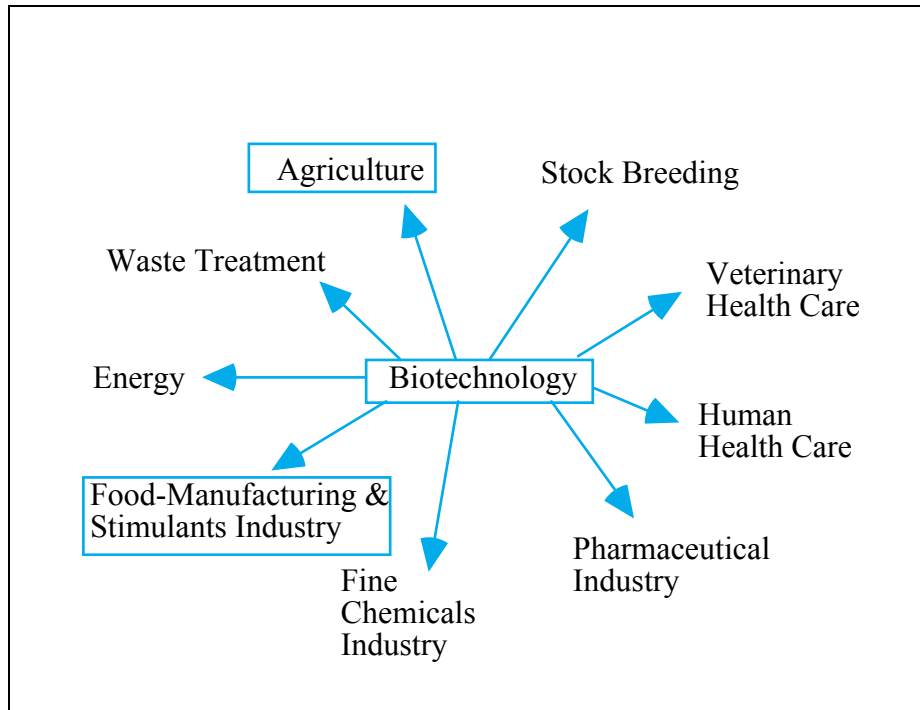 Agriculture
Stock Breeding
Waste Treatment
Veterinary
Health Care
Energy
Biotechnology
Human
Health Care
Food-Manufacturing &
Stimulants Industry
Pharmaceutical
Industry
Fine
Chemicals
Industry